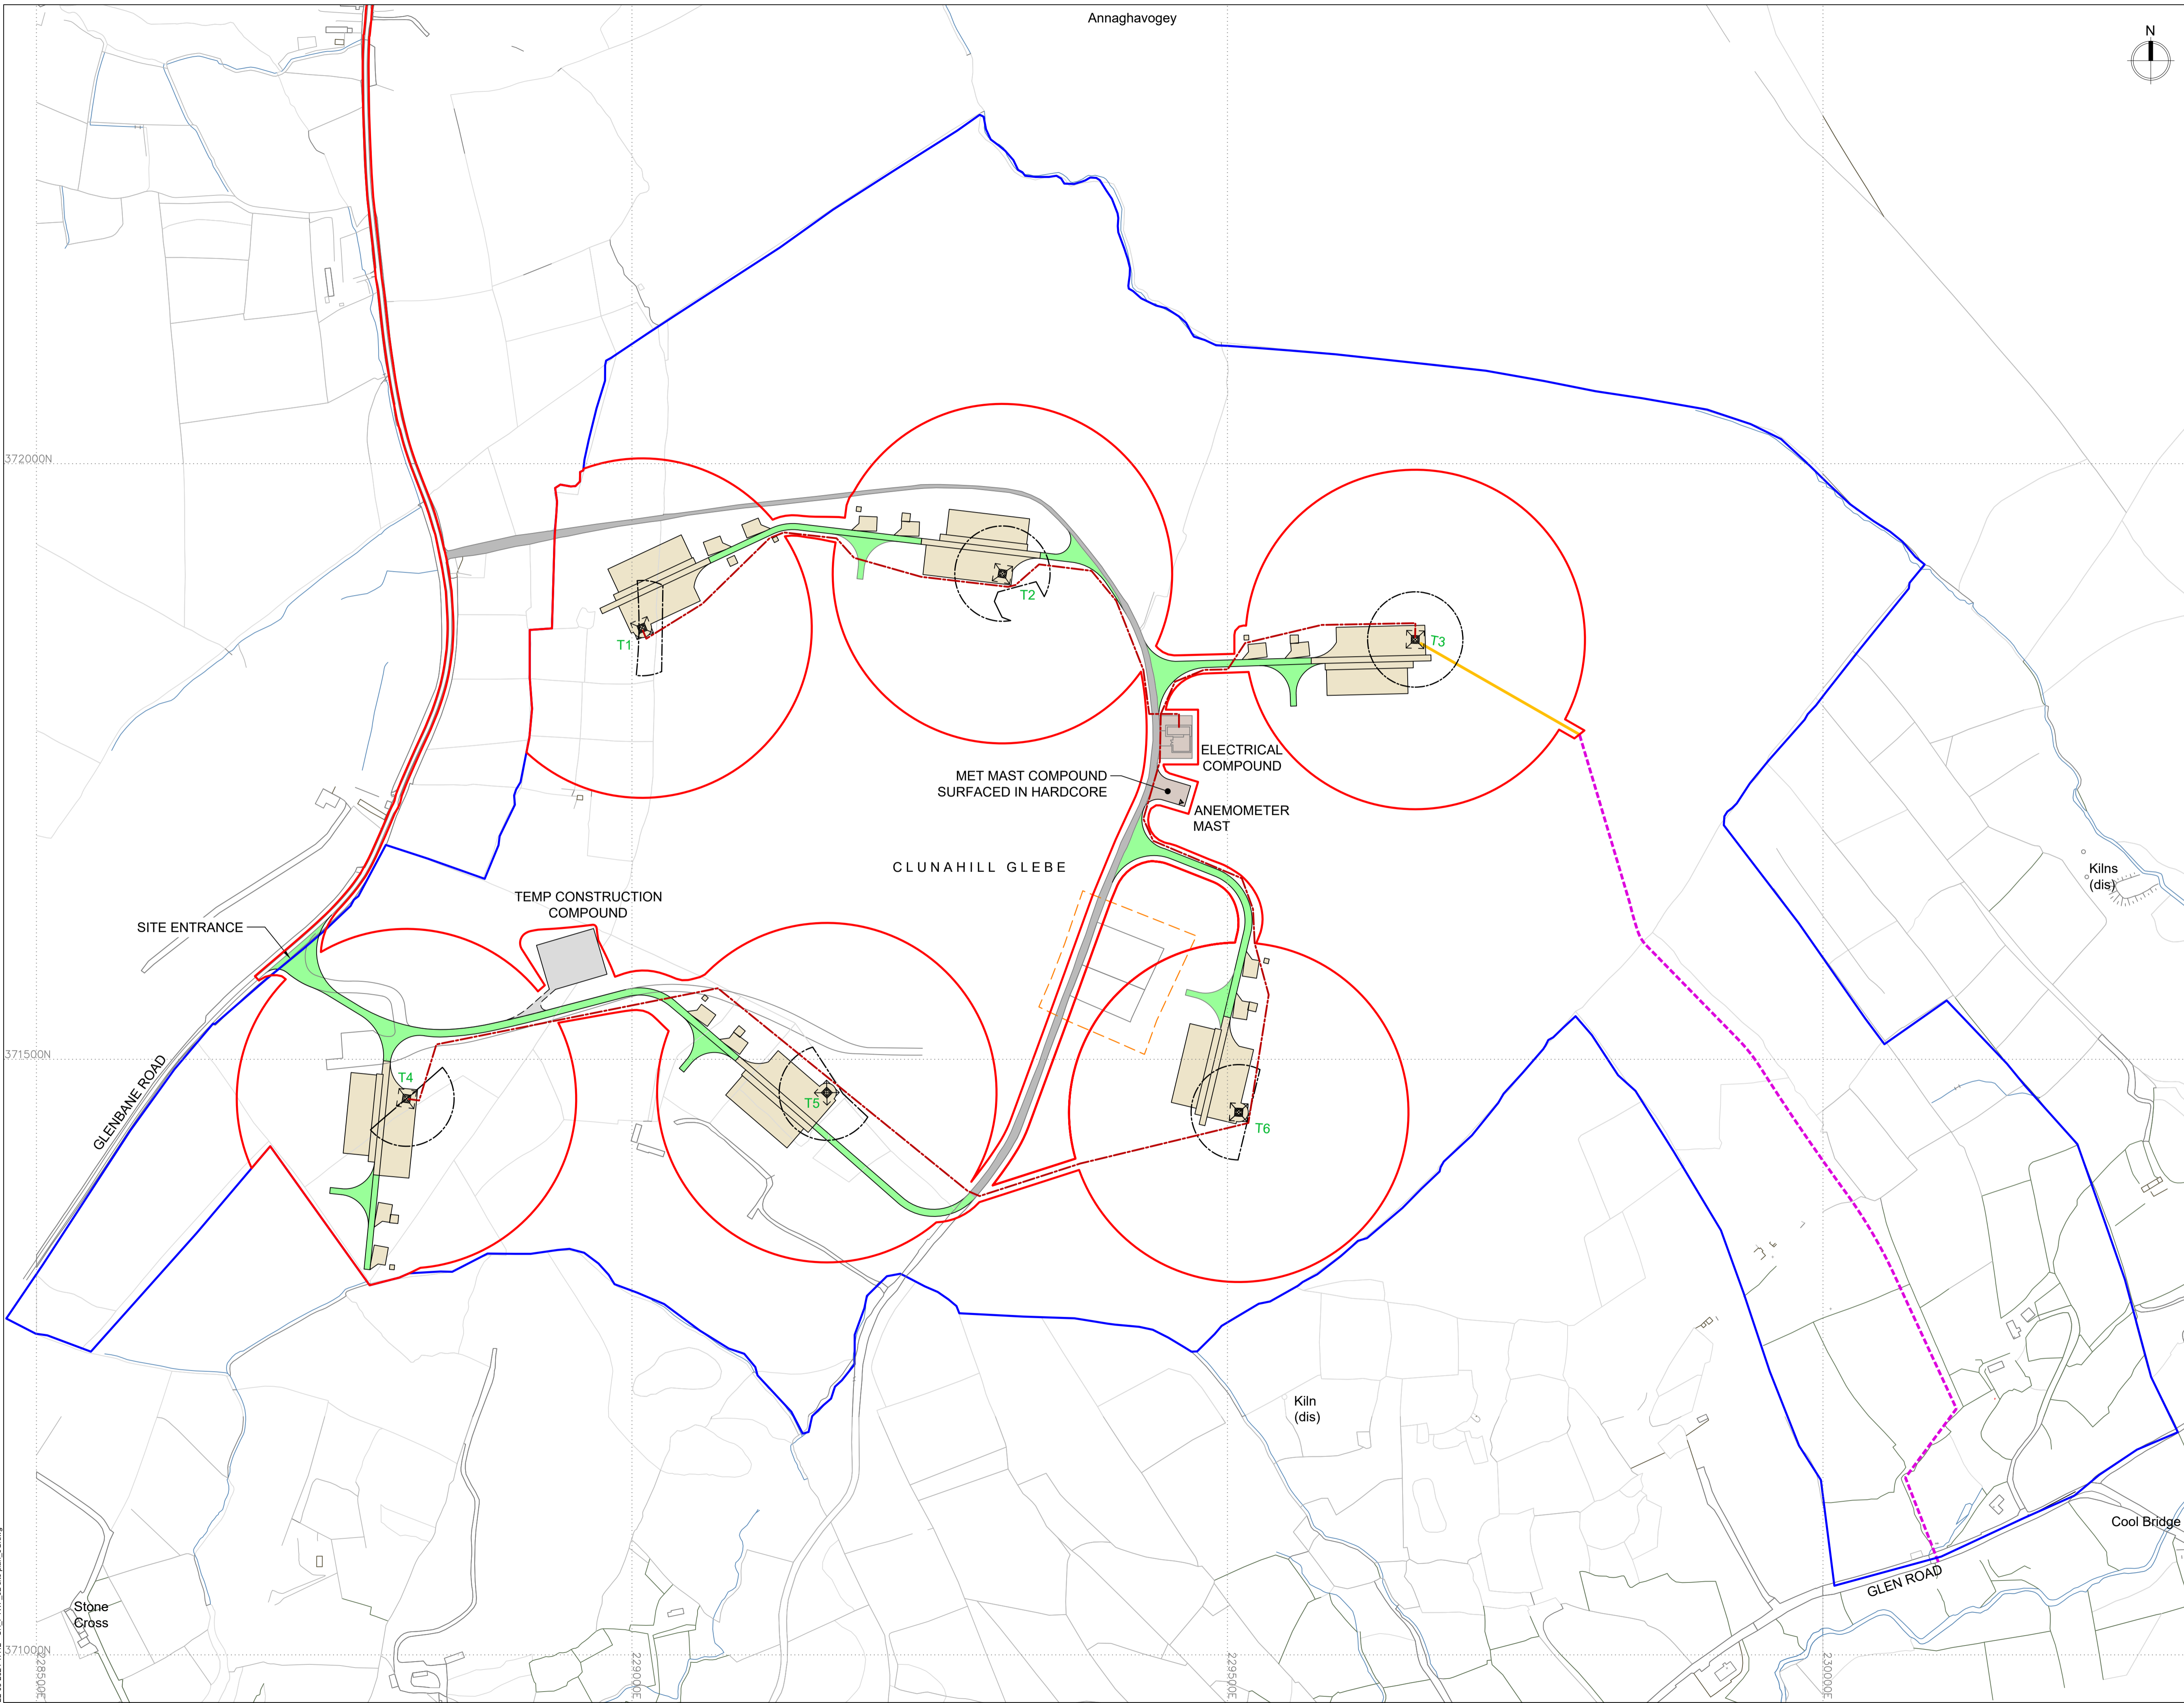 Annaghavogey
N
372000N
T1
T2
T3
ELECTRICAL
COMPOUND
MET MAST COMPOUND
SURFACED IN HARDCORE
ANEMOMETER
MAST
CLUNAHILL GLEBE
Kilns
(dis)
TEMP CONSTRUCTION
COMPOUND
SITE ENTRANCE
371500N
GLENBANE ROAD
T4
T5
T6
Kiln
(dis)
Cool Bridge
GLEN ROAD
Stone
Cross
371000N
228500E
229000E
229500E
230000E